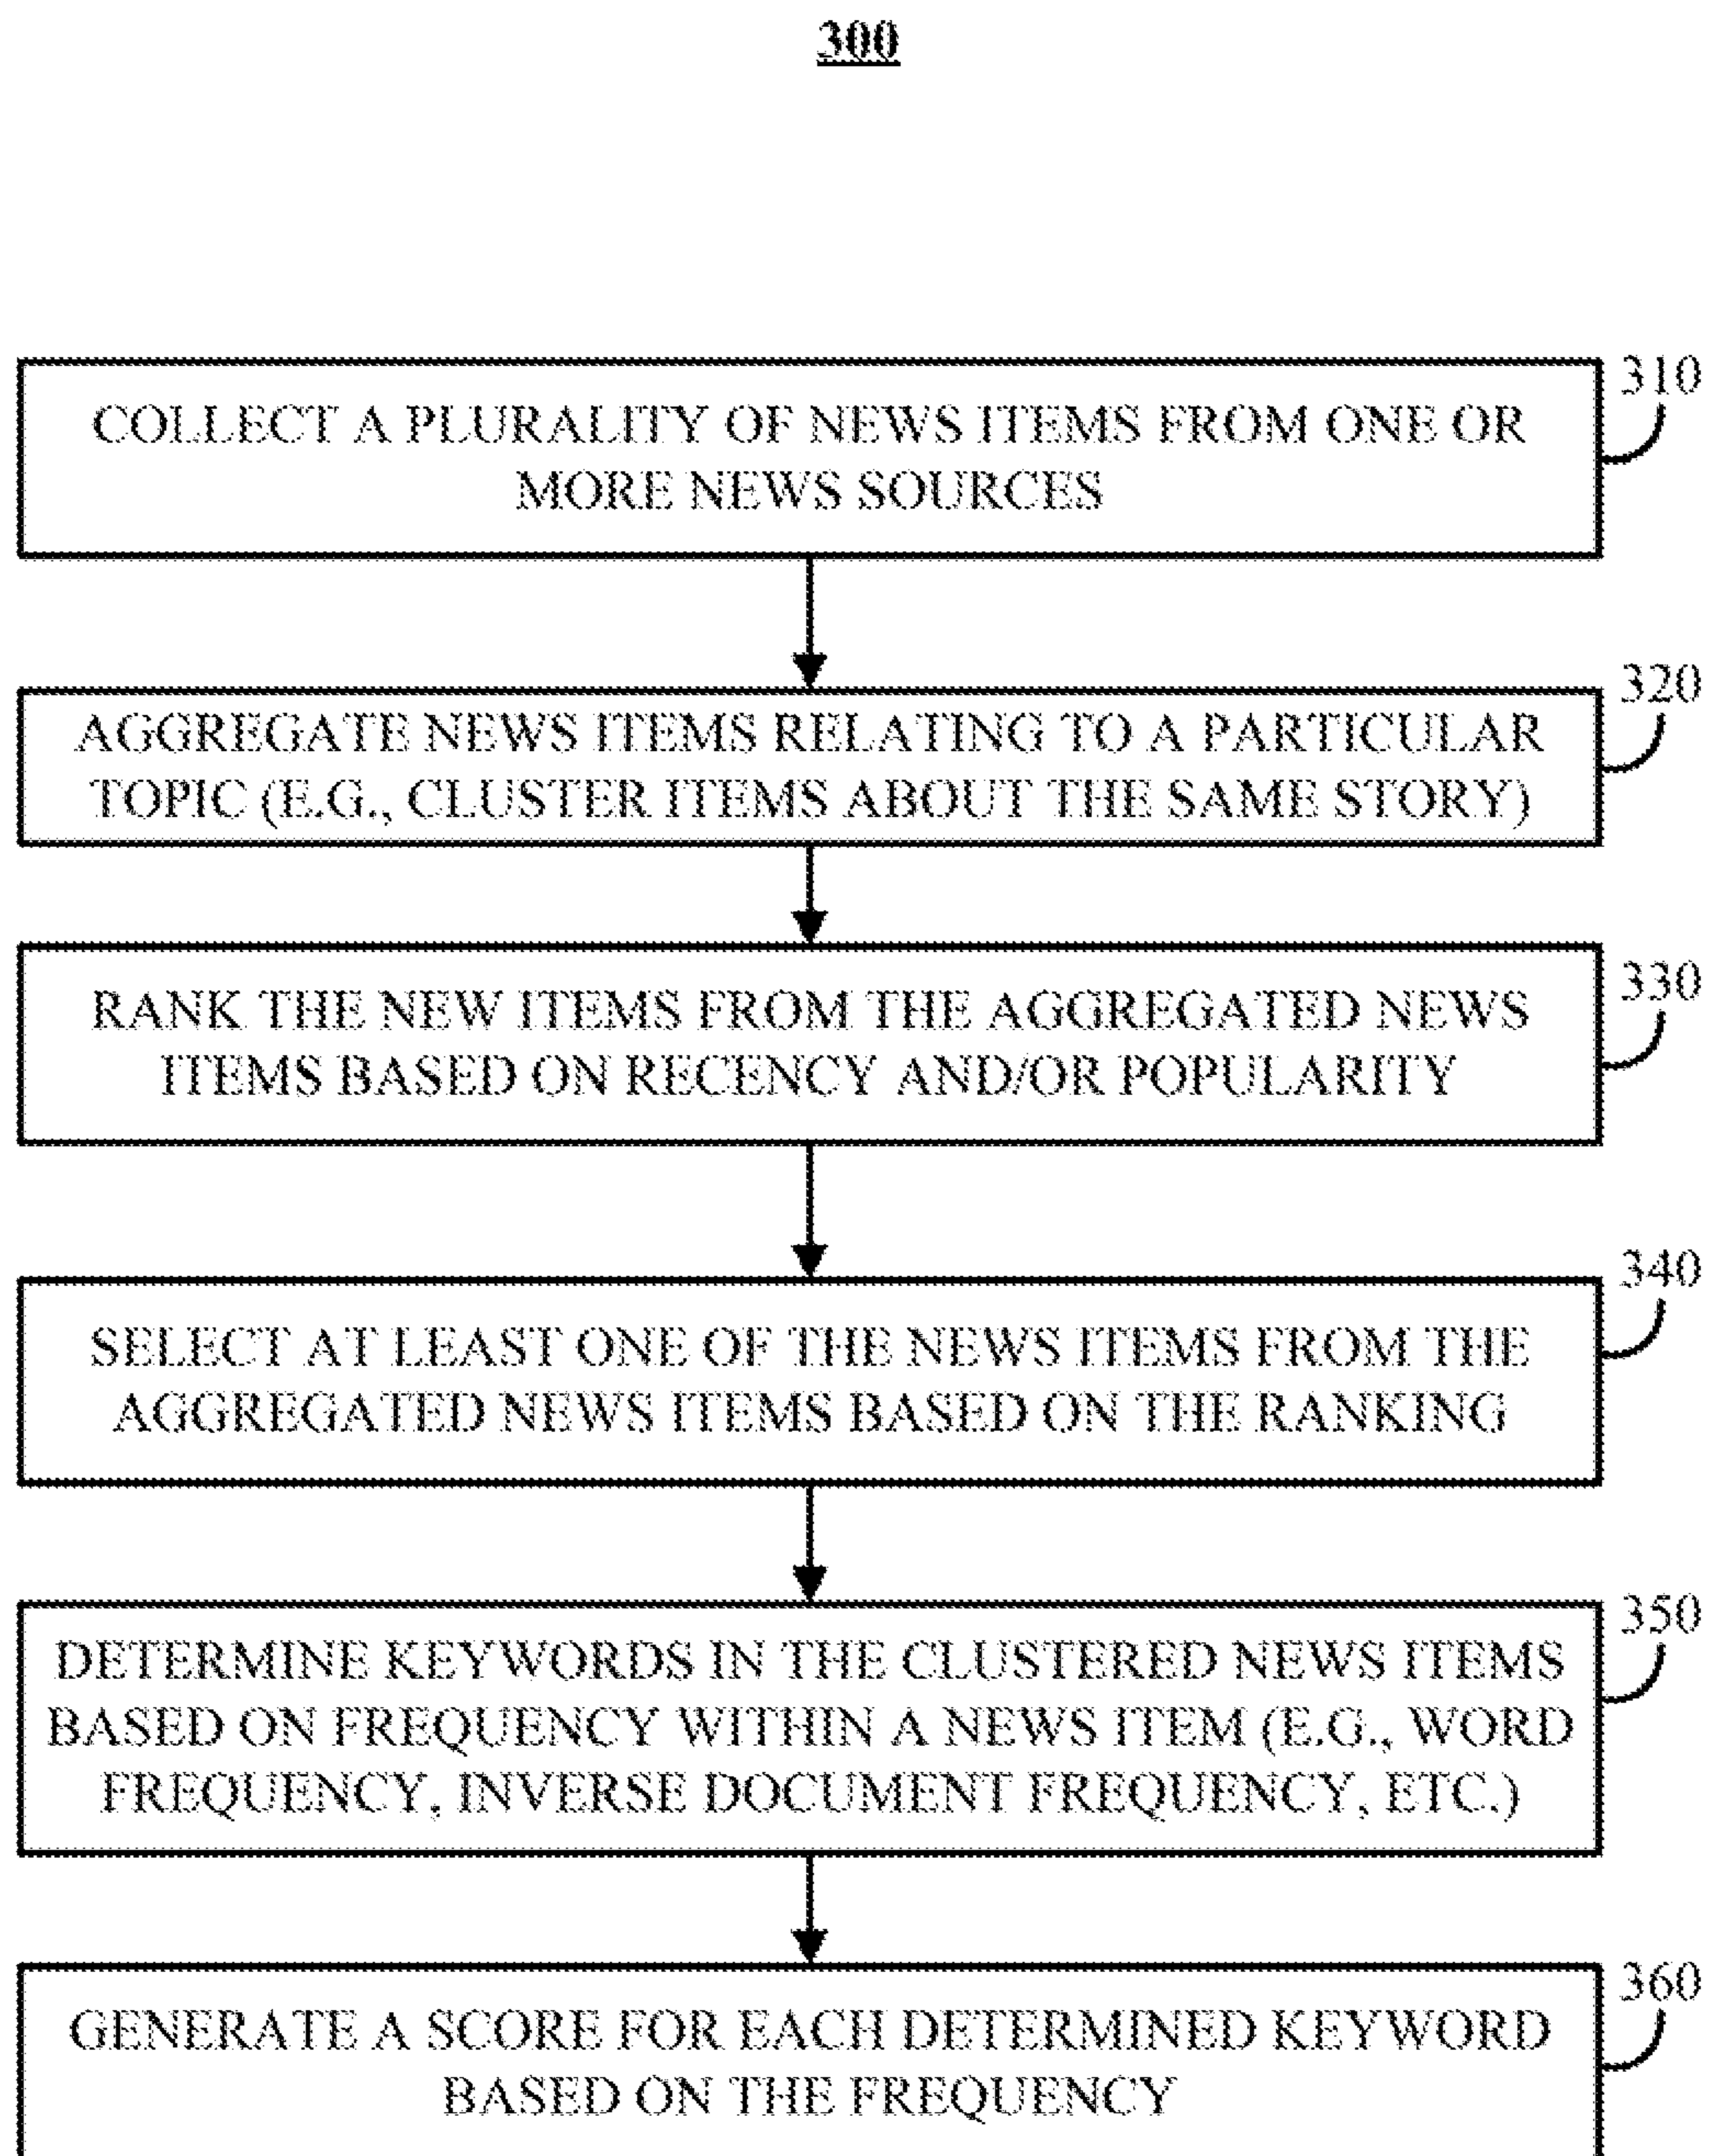 300
310
COLLECT A PLURALITY OF NEWS ITEMS FROM ONE OR
MORE NEWS SOURCES
320
AGGREGATE NEWS ITEMS RELATING TO A PARTICULAR
TOPIC (E.G., CLUSTER ITEMS ABOUT THE SAME STORY)
330
RANK THE NEW ITEMS FROM THE AGGREGATED NEWS
ITEMS BASED ON RECENCY AND/OR POPULARITY
340
SELECT AT LEAST ONE OF THE NEWS ITEMS FROM THE
AGGREGATED NEWS ITEMS BASED ON THE RANKING
350
DETERMINE KEYWORDS IN THE CLUSTERED NEWS ITEMS
BASED ON FREQUENCY WITHIN A NEWS ITEM (E.G., WORD
FREQUENCY, INVERSE DOCUMENT FREQUENCY, ETC.)
360
GENERATE A SCORE FOR EACH DETERMINED KEYWORD
BASED ON THE FREQUENCY